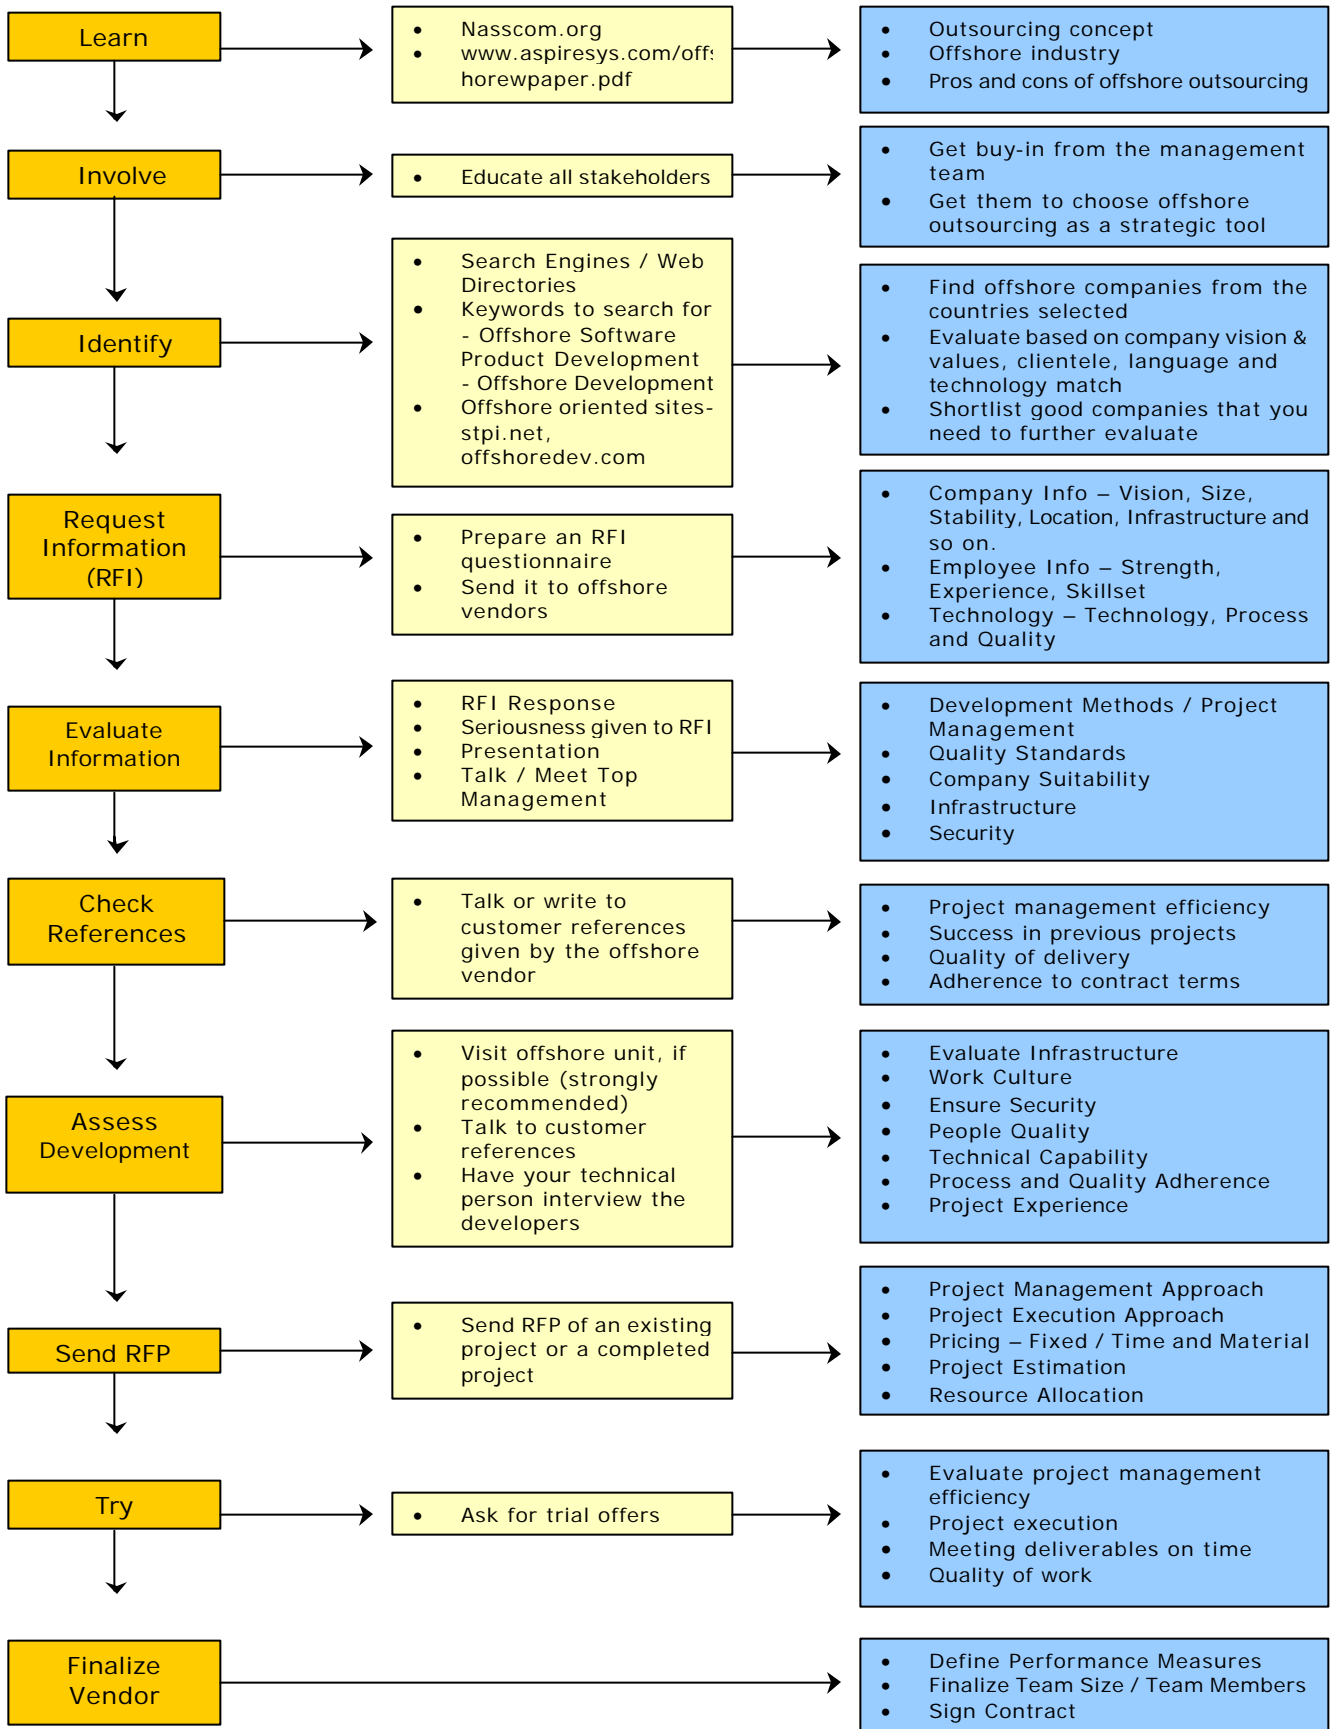 Learn
• Nasscom.org
• www.aspiresys.com/offs
horewpaper.pdf
• Outsourcing concept
• Offshore industry
• Pros and cons of offshore outsourcing
Involve
• Educate all stakeholders
• Get buy-in from the management
team
• Get them to choose offshore
outsourcing as a strategic tool
Identify
• Search Engines / Web
Directories
• Keywords to search for
- Offshore Software
Product Development
- Offshore Development
• Offshore oriented sites-
stpi.net,
offshoredev.com
• Find offshore companies from the
countries selected
• Evaluate based on company vision &
values, clientele, language and
technology match
• Shortlist good companies that you
need to further evaluate
Request
Information
(RFI)
• Prepare an RFI
questionnaire
• Send it to offshore
vendors
• Company Info – Vision, Size,
Stability, Location, Infrastructure and
so on.
• Employee Info – Strength,
Experience, Skillset
• Technology – Technology, Process
and Quality
Evaluate
Information
• RFI Response
• Seriousness given to RFI
• Presentation
• Talk / Meet Top
Management
• Development Methods / Project
Management
• Quality Standards
• Company Suitability
• Infrastructure
• Security
Check
References
• Talk or write to
customer references
given by the offshore
vendor
• Project management efficiency
• Success in previous projects
• Quality of delivery
• Adherence to contract terms
Assess
Development
• Visit offshore unit, if
possible (strongly
recommended)
• Talk to customer
references
• Have your technical
person interview the
developers
• Evaluate Infrastructure
• Work Culture
• Ensure Security
• People Quality
• Technical Capability
• Process and Quality Adherence
• Project Experience
Send RFP
• Send RFP of an existing
project or a completed
project
• Project Management Approach
• Project Execution Approach
• Pricing – Fixed / Time and Material
• Project Estimation
• Resource Allocation
Try
• Ask for trial offers
• Evaluate project management
efficiency
• Project execution
• Meeting deliverables on time
• Quality of work
Finalize
Vendor
• Define Performance Measures
• Finalize Team Size / Team Members
• Sign Contract